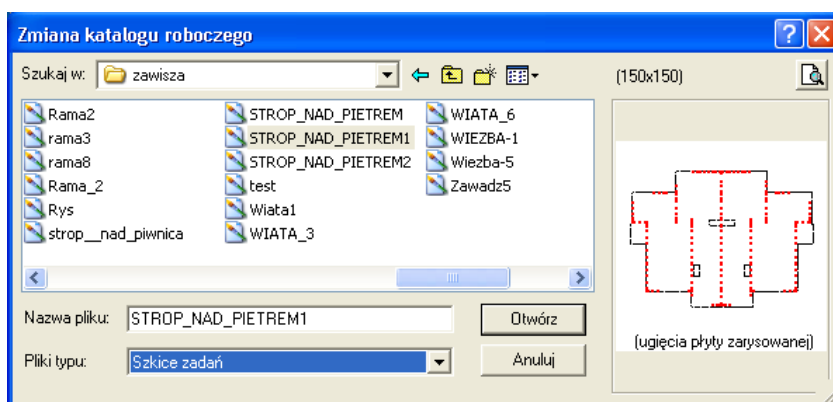 Zmiana katalogu roboczego
Szukaj w: zawisza (150x150)
Rama2 STROP_NAD_PIETREM WIATA_6
rama3 STROP_NAD_PIETREM1 WIEZBA-1
rama8 STROP_NAD_PIETREM2 Wiezba-5
Rama_2 test Zawadz5
Rys Wiata1
strop__nad_piwnica WIATA_3
Nazwa pliku: STROP_NAD_PIETREM1 Otwórz
(ugięcia płyty zarysowanej)
Pliki typu: Szkice zadań Anuluj